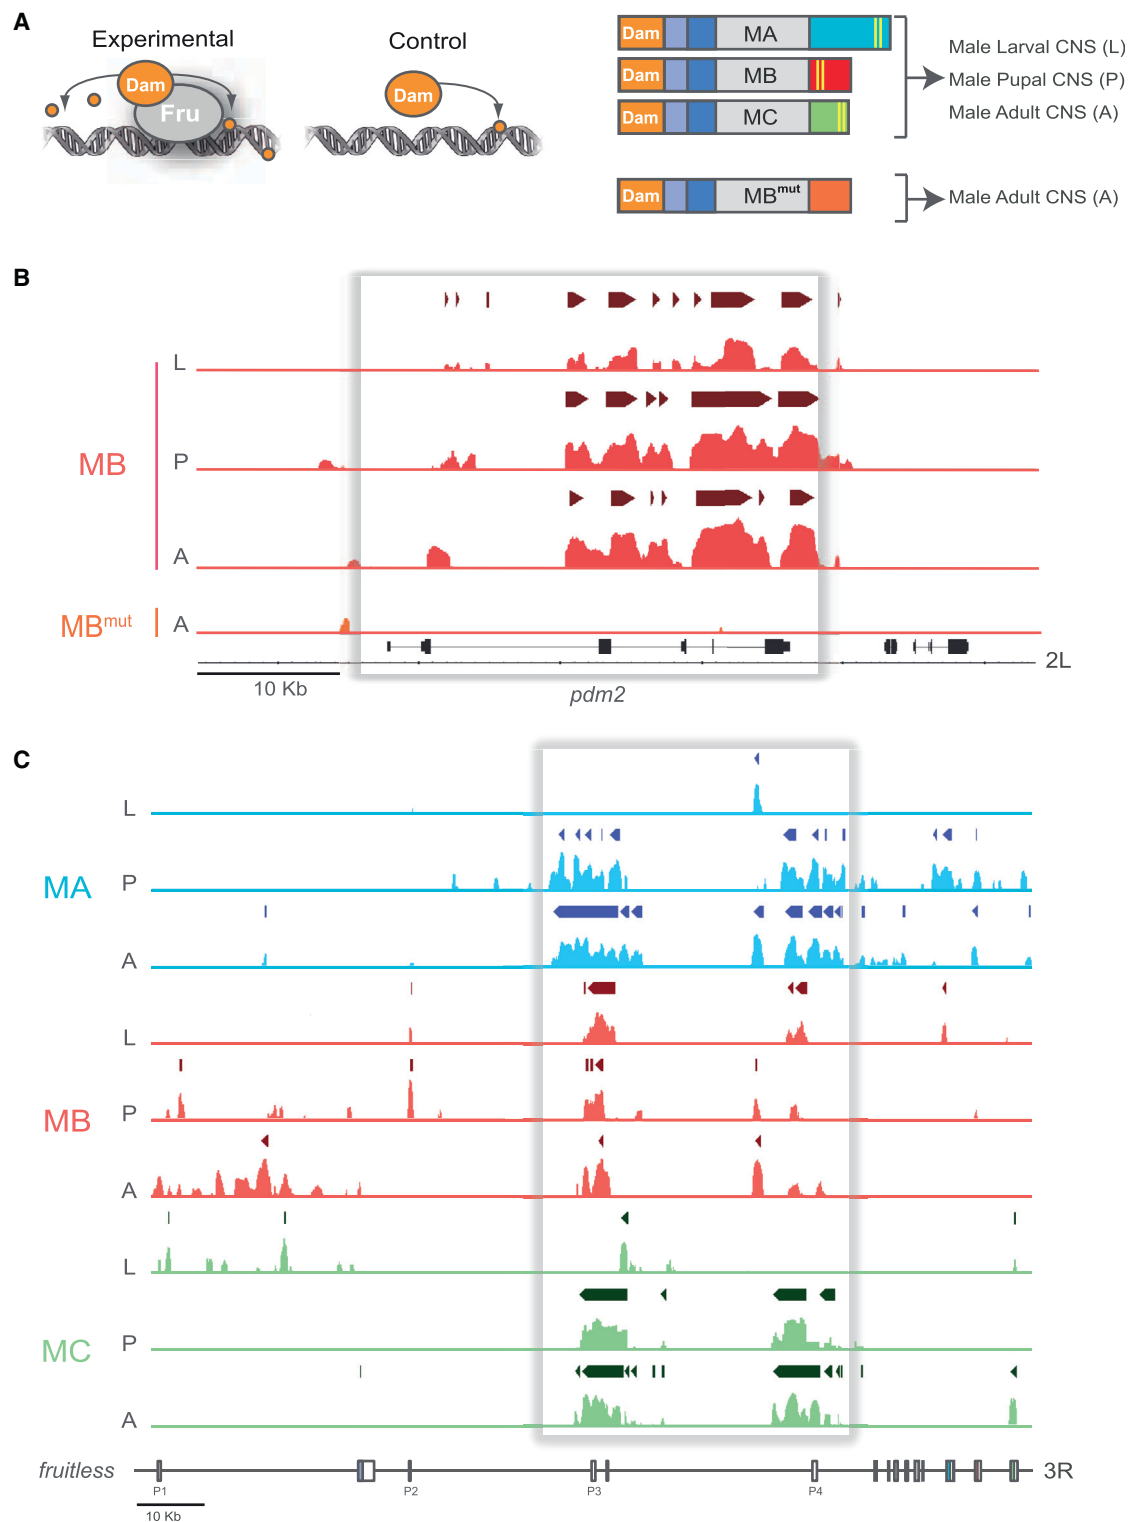 A
Experimental
Control
Dam
Fru
Dam
Dam MA
Dam MB
Dam MC
Dam MBmut
Male Larval CNS (L)
Male Pupal CNS (P)
Male Adult CNS (A)
Male Adult CNS (A)
B
MB
L
P
A
MBmut
A
2L
10 Kb
pdm2
C
MA
L
P
A
MB
L
P
A
MC
L
P
A
fruitless
P1
P2
P3
P4
3R
10 Kb